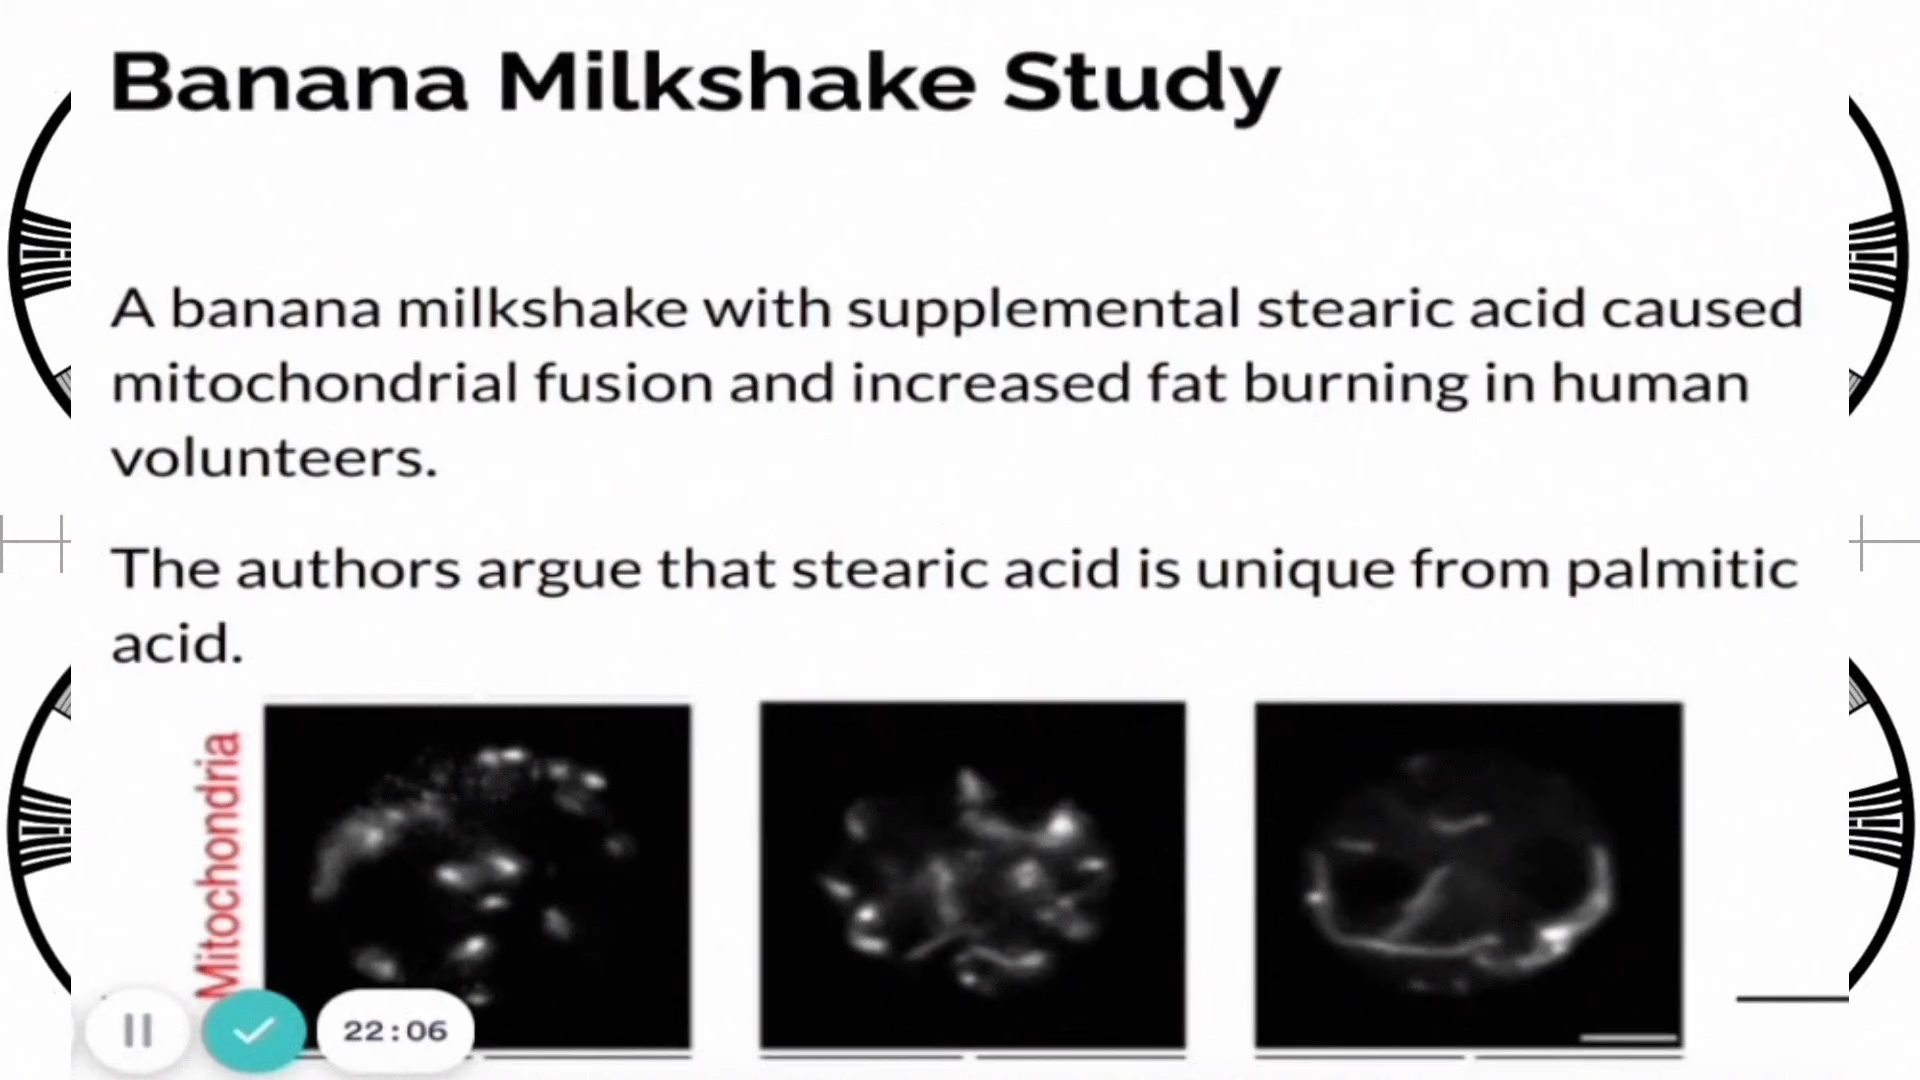 Banana Milkshake Study
A banana milkshake with supplemental stearic acid caused
mitochondrial fusion and increased fat burning in human
volunteers.
The authors argue that stearic acid is unique from palmitic
acid.
Mitochondria
22:06